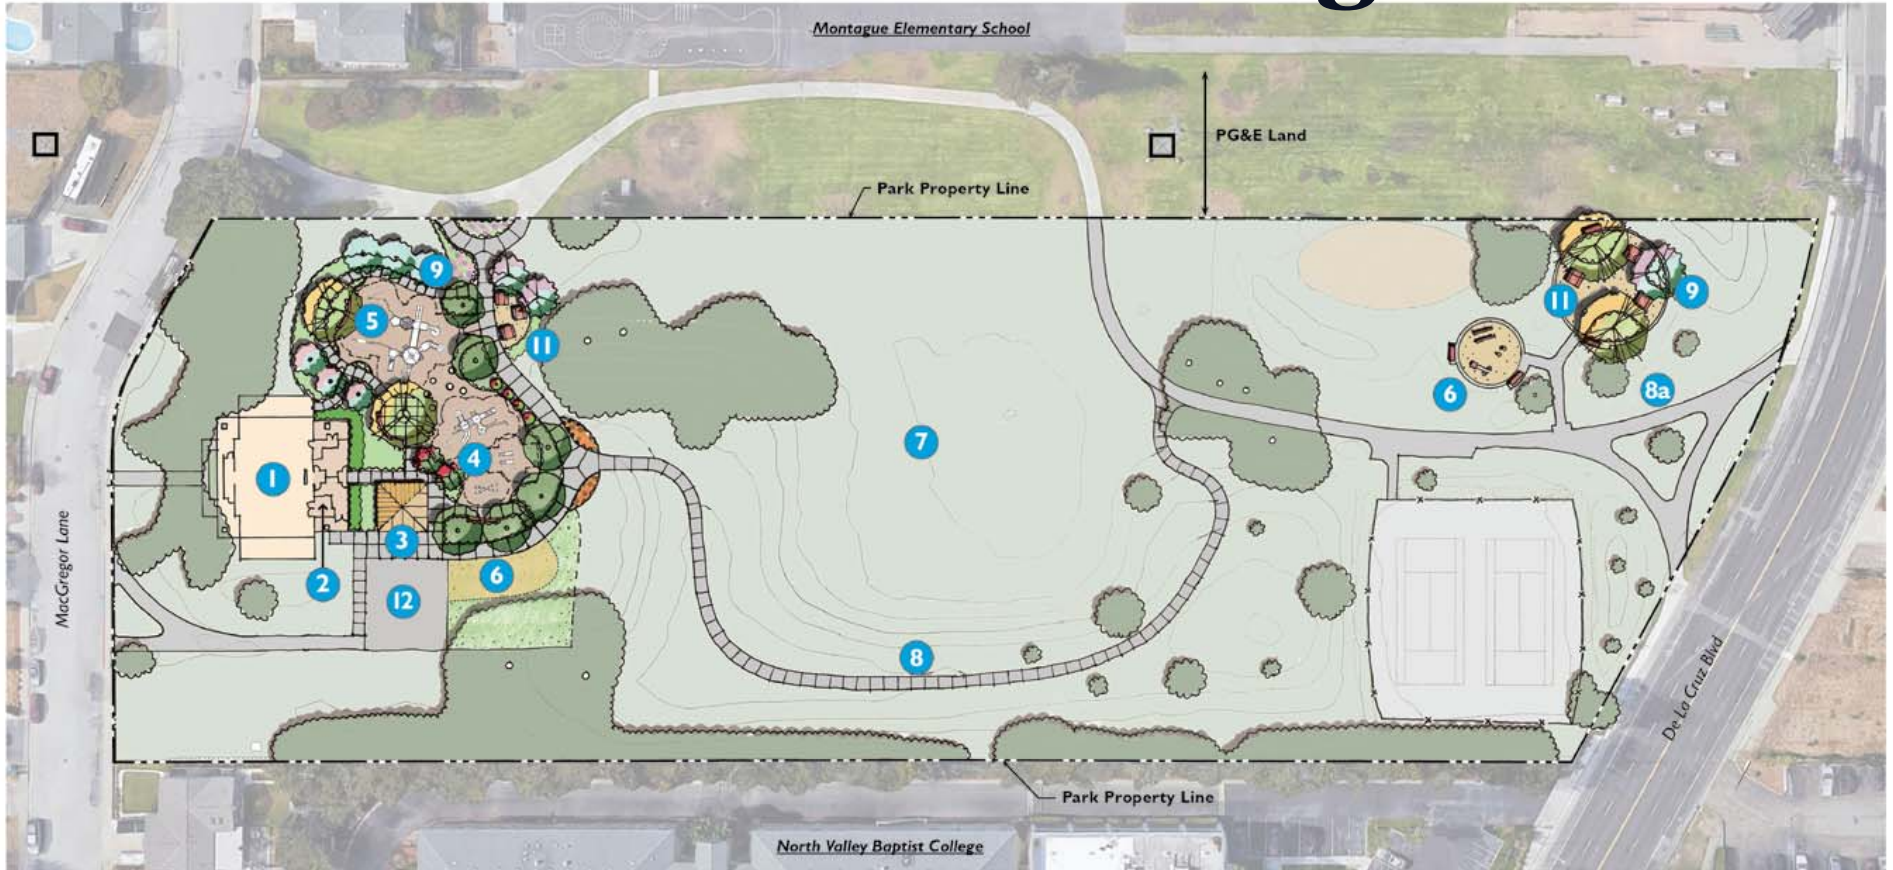 Montague Elementary School
PG&E Land
Park Property Line
9
5
11
11
9
6
8a
7
4
1
3
2
6
12
8
MacGregor Lane
De La Cruz Blvd
Park Property Line
North Valley Baptist College